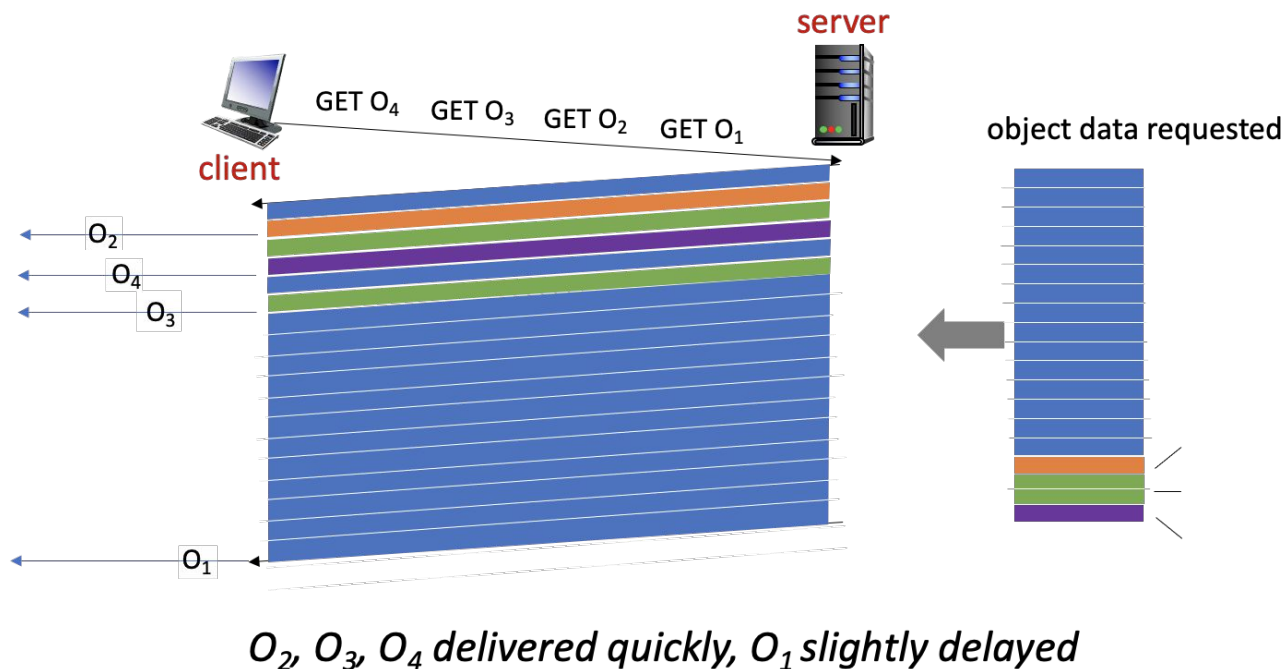 server
GET O₄ GET O₃ GET O₂ GET O₁
object data requested
client
O₂
O₄
O₃
O₁
O₂, O₃, O₄ delivered quickly, O₁ slightly delayed